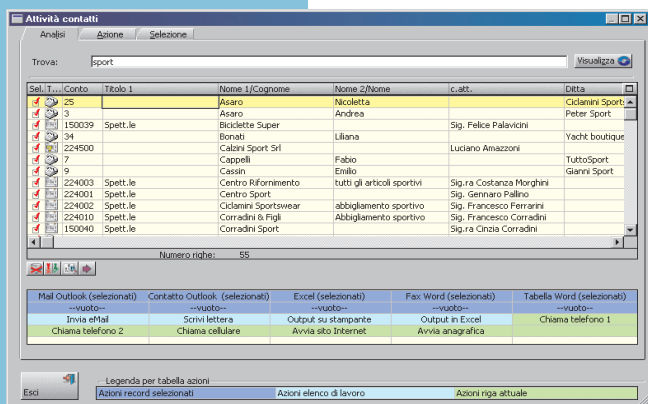 Attività contatti
Analisi Azione Selezione
Trova: sport Visualizza
Sel. T... Conto Titolo 1 Nome 1/Cognome Nome 2/Nome c.att. Ditta
25 Asaro Nicoletta Ciclamini Sports
3 Asaro Andrea Peter Sport
150039 Spett.le Biciclette Super Sig. Felice Palavicini
34 Bonati Liliana Yacht boutique
224500 Calzini Sport Srl Luciano Amazzoni
7 Cappelli Fabio TuttoSport
9 Cassin Emilio Gianni Sport
224003 Spett.le Centro Rifornimento tutti gli articoli sportivi Sig.ra Costanza Morghini
224001 Spett.le Centro Sport Sig. Gennaro Pallino
224002 Spett.le Ciclamini Sportswear abbigliamento sportivo Sig. Francesco Ferrarini
224010 Spett.le Corradini & Figli Abbigliamento sportivo Sig. Francesco Corradini
150040 Spett.le Corradini Sport Sig.ra Cinzia Corradini
Numero righe: 55
Mail Outlook (selezionati) Contatto Outlook (selezionati) Excel (selezionati) Fax Word (selezionati) Tabella Word (selezionati)
--vuoto-- --vuoto-- --vuoto-- --vuoto-- --vuoto--
Invia eMail Scrivi lettera Output su stampante Output in Excel Chiama telefono 1
Chiama telefono 2 Chiama cellulare Avvia sito Internet Avvia anagrafica
Esci
Legenda per tabella azioni
Azioni record selezionati Azioni elenco di lavoro Azioni riga attuale